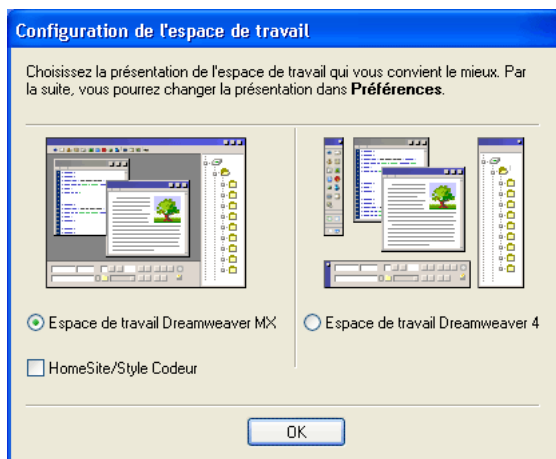 Configuration de l'espace de travail
Choisissez la présentation de l'espace de travail qui vous convient le mieux. Par
la suite, vous pourrez changer la présentation dans Préférences.
Espace de travail Dreamweaver MX
Espace de travail Dreamweaver 4
HomeSite/Style Codeur
OK